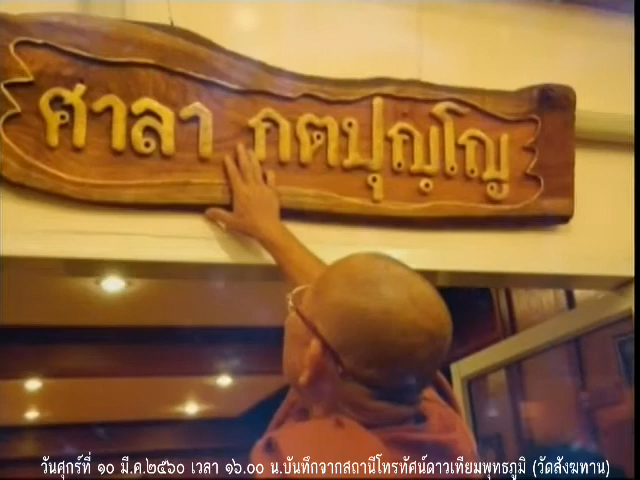 ศาลา กตปุญฺโญ
วันศุกร์ที่ ๑๐ มี.ค.๒๕๖๐ เวลา ๑๖.๐๐ น.บันทึกจากสถานีโทรทัศน์ดาวเทียมพุทธภูมิ (วัดสังฆทาน)